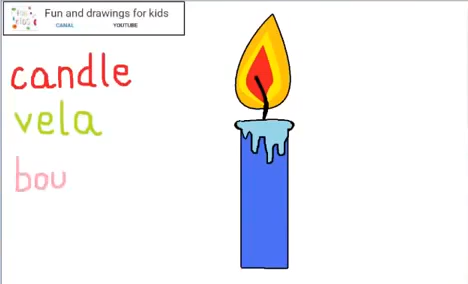 Fun and drawings for kids
CANAL YOUTUBE
candle
vela
bou